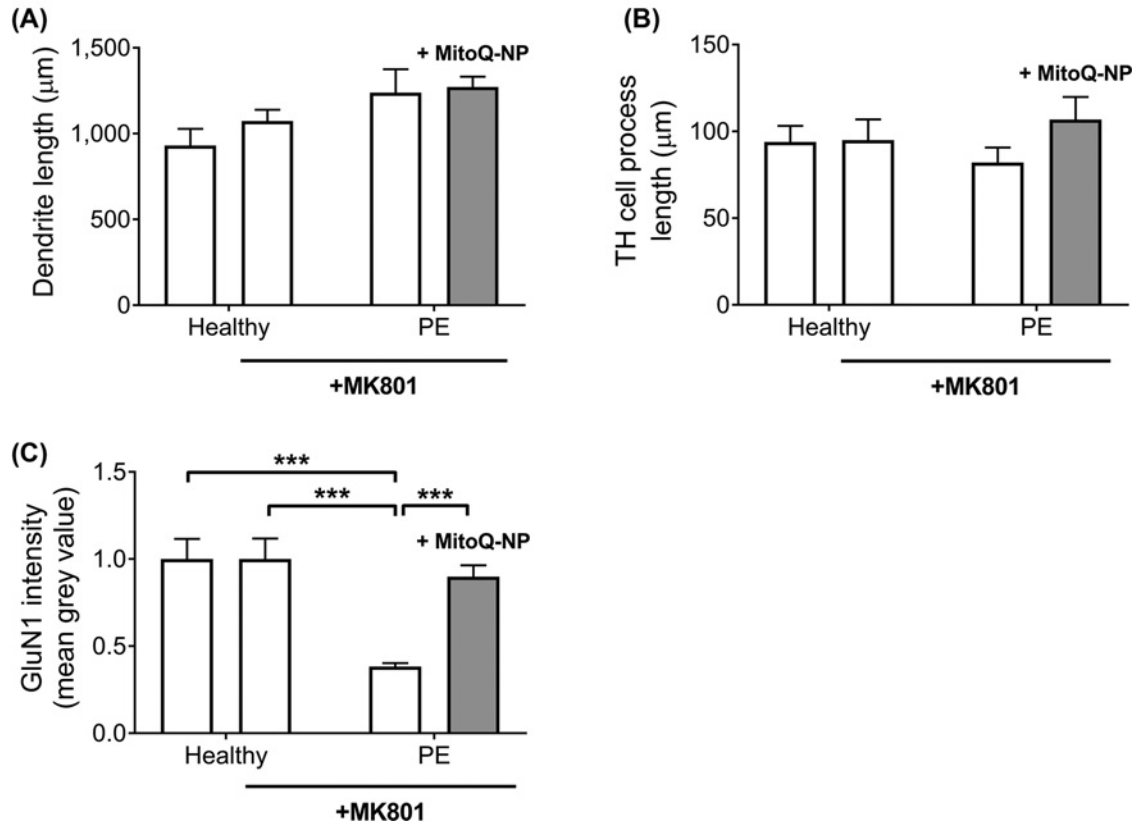 (A)
Dendrite length (μm)
1,500
1,000
500
0
+ MitoQ-NP
Healthy
PE
+MK801
(B)
TH cell process
length (μm)
150
100
50
0
+ MitoQ-NP
Healthy
PE
+MK801
(C)
GluN1 intensity
(mean grey value)
1.5
1.0
0.5
0.0
***
***
***
+ MitoQ-NP
Healthy
PE
+MK801